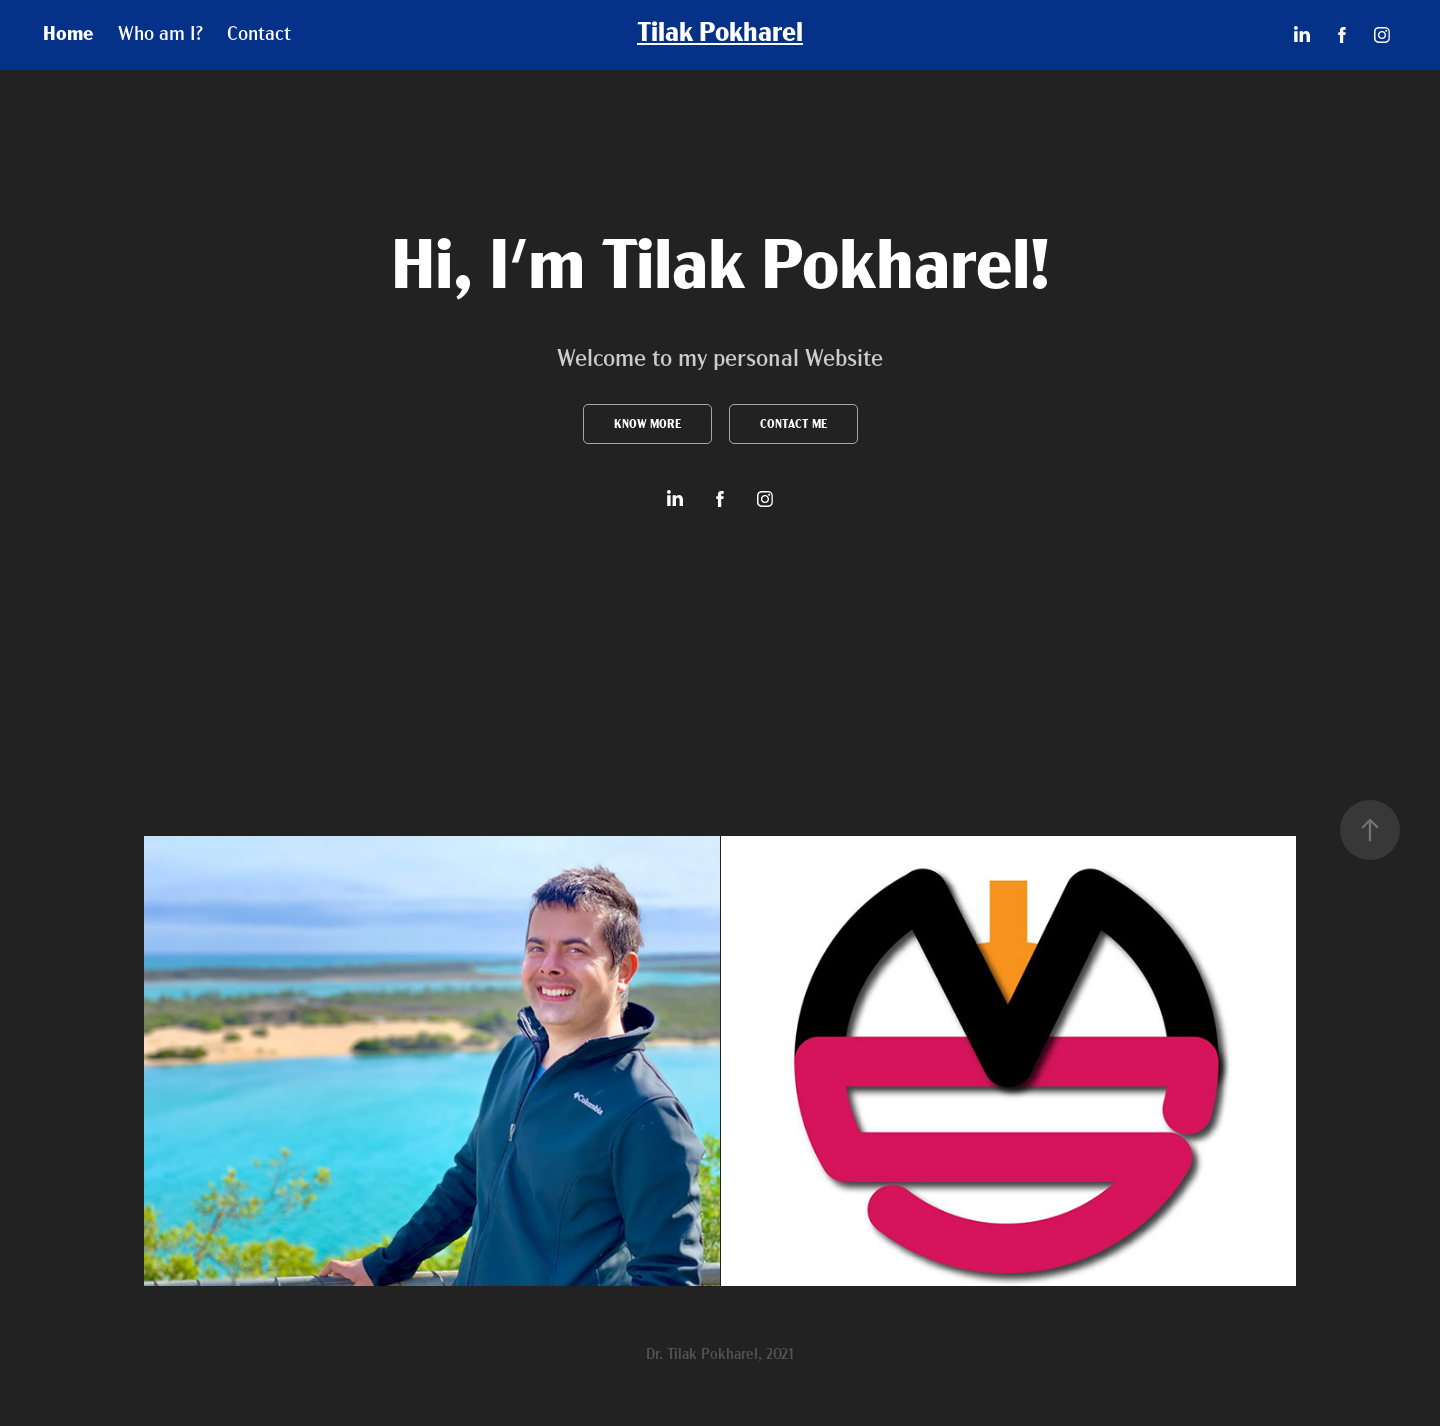 Home Who am I? Contact
Tilak Pokharel
Hi, I'm Tilak Pokharel!
Welcome to my personal Website
KNOW MORE CONTACT ME
Columbia
Dr. Tilak Pokharel, 2021